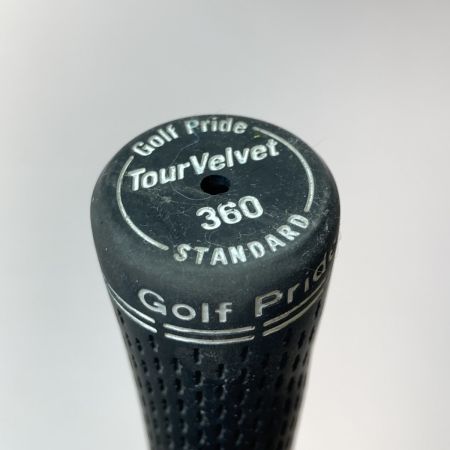 Golf Pride
TourVelvet
360
STANDARD
Golf Pride